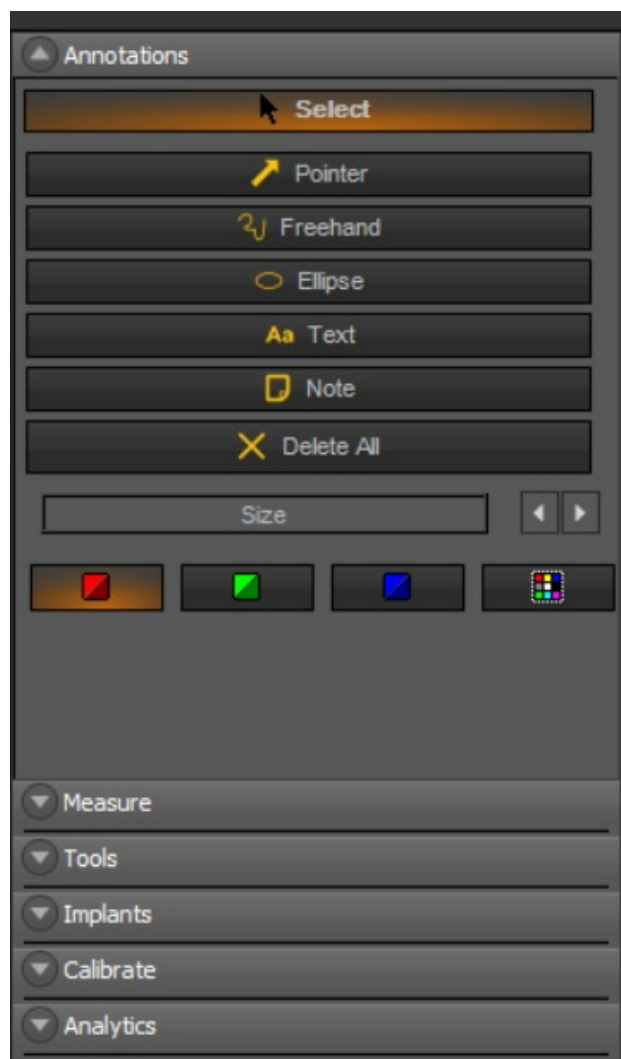 Annotations
Select
Pointer
Freehand
Ellipse
Aa Text
Note
Delete All
Size
Measure
Tools
Implants
Calibrate
Analytics